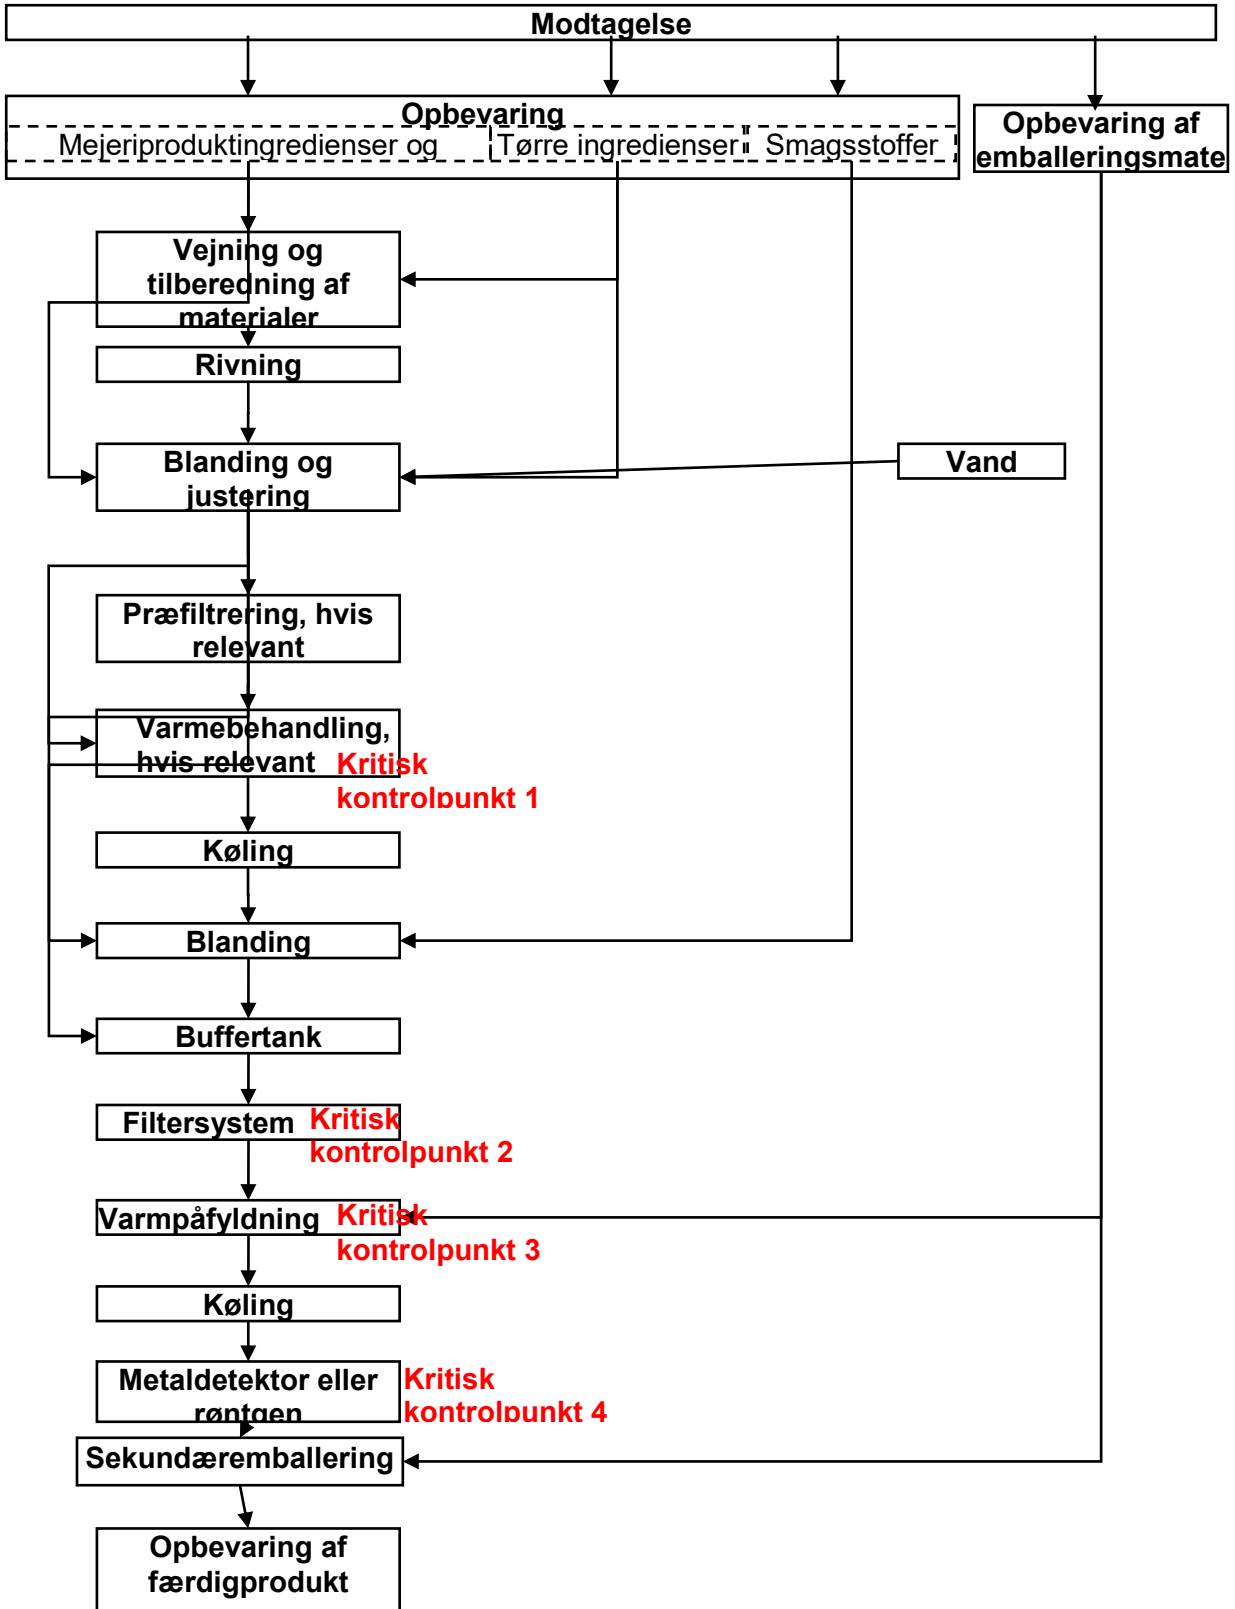 Modtagelse
Opbevaring
Mejeriproduktingredienser og
Tørre ingredienser
Smagsstoffer
Opbevaring af
emballeringsmate
Vejning og
tilberedning af
materialer
Rivning
Blanding og
justering
Vand
Præfiltrering, hvis
relevant
Varmebehandling,
hvis relevant
Kritisk
kontrolpunkt 1
Køling
Blanding
Buffertank
Filtersystem
Kritisk
kontrolpunkt 2
Varmpåfyldning
Kritisk
kontrolpunkt 3
Køling
Metaldetektor eller
røntgen
Kritisk
kontrolpunkt 4
Sekundæremballering
Opbevaring af
færdigprodukt